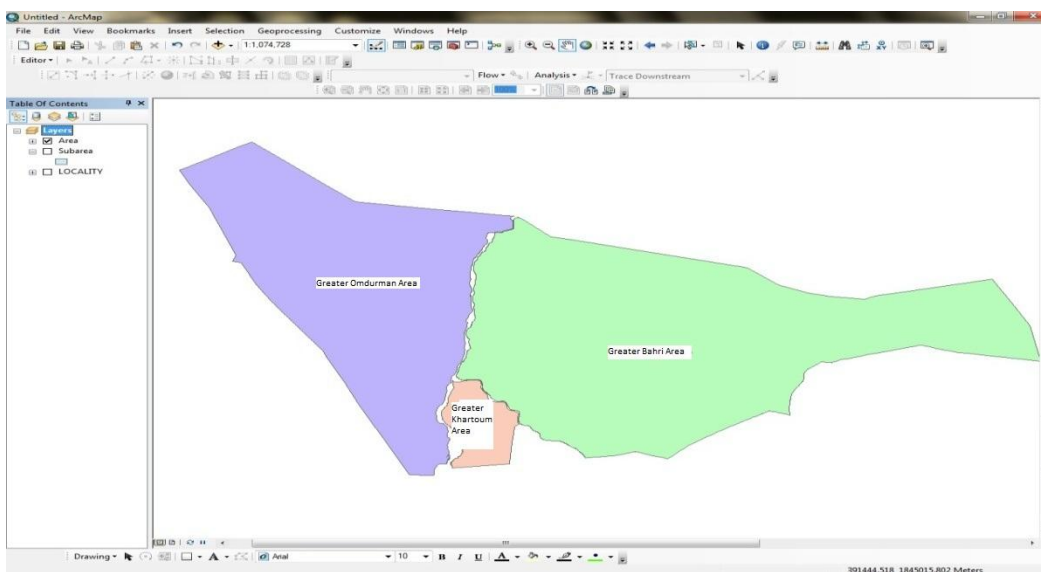 Untitled - ArcMap
File Edit View Bookmarks Insert Selection Geoprocessing Customize Windows Help
1:1,074,728
Editor
Flow Analysis Trace Downstream
Table Of Contents
Layers
Area
Subarea
LOCALITY
Greater Omdurman Area
Greater Bahri Area
Greater
Khartoum
Area
Drawing A Arial 10 B I U A
391444.518 1845015.802 Meters